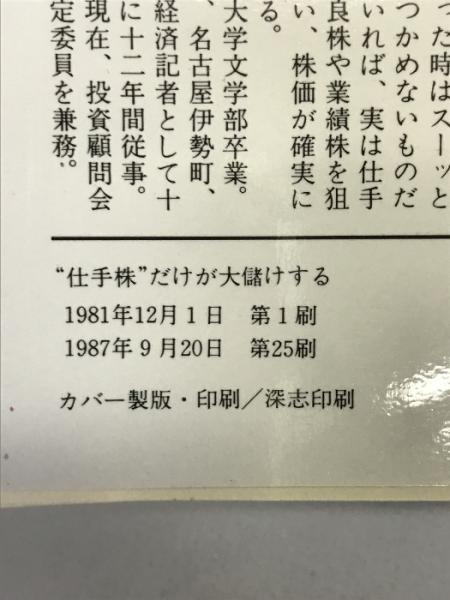 った時はスーッと
つかめないものだ
いれば、実は仕手
良株や業績株を狙
い、株価が確実に
る。
大学文学部卒業。
、名古屋伊勢町、
経済記者として十
に十二年間従事。
現在、投資顧問会
定委員を兼務。
“仕手株”だけが大儲けする
1981年12月1日 第1刷
1987年9月20日 第25刷
カバー製版・印刷／深志印刷